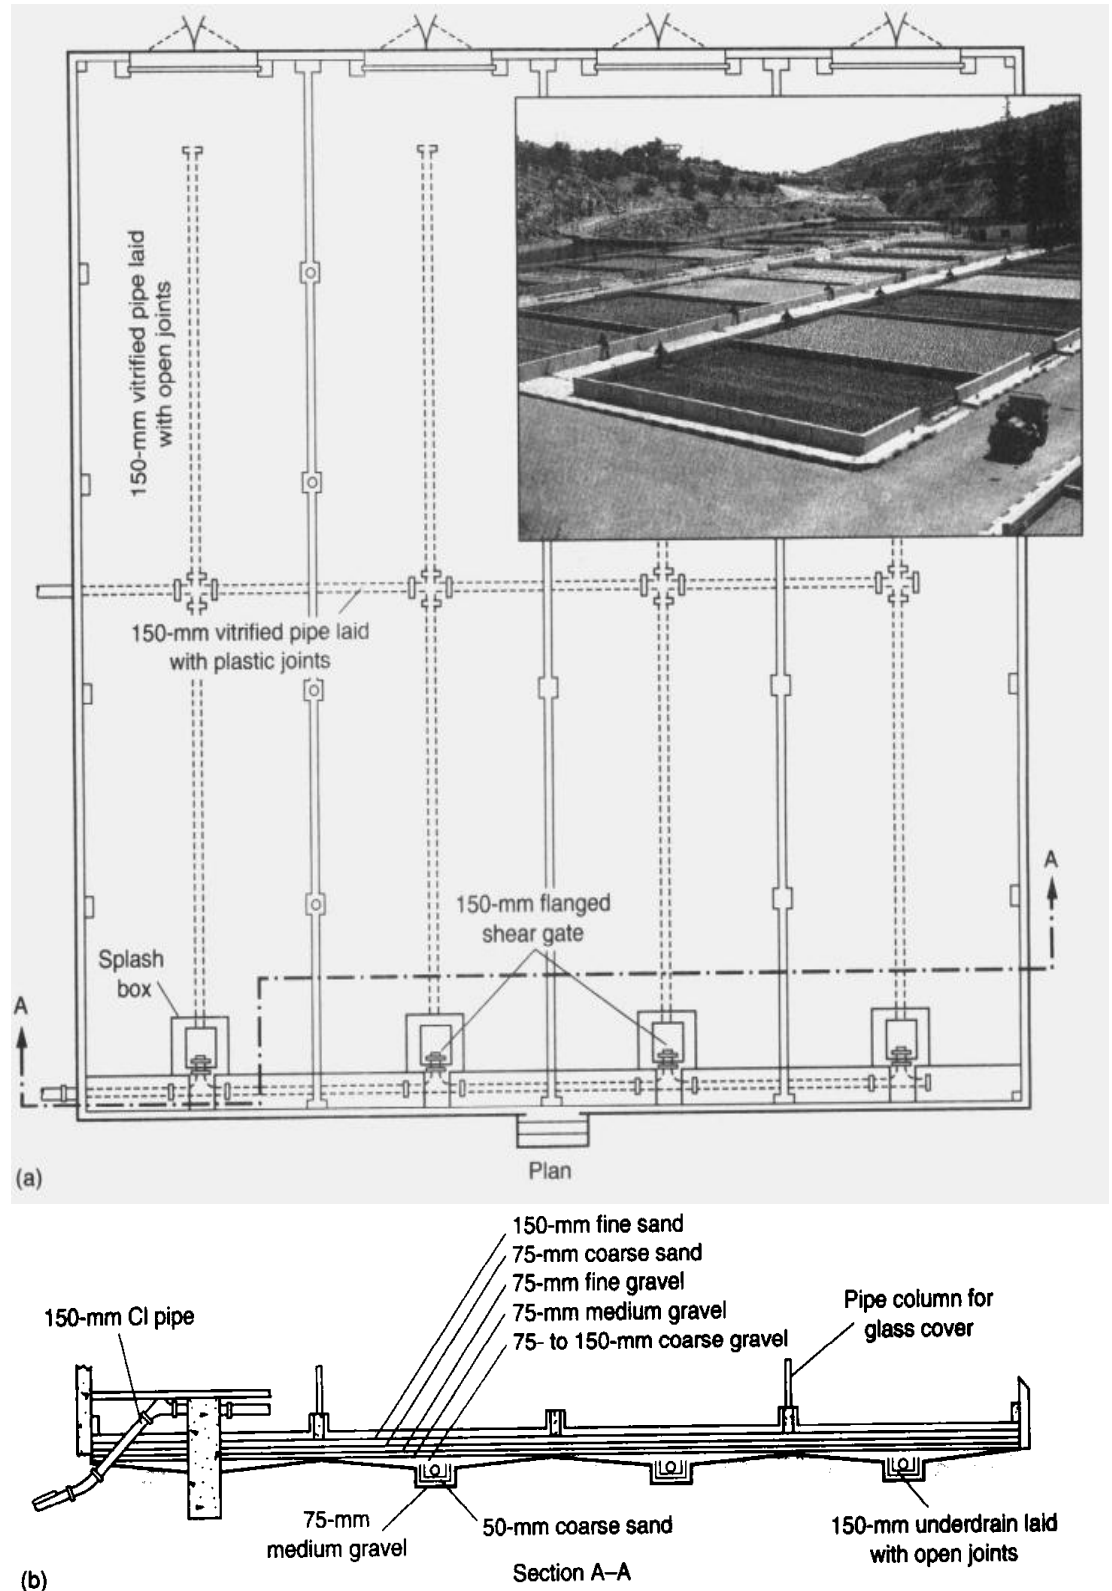 150-mm vitrified pipe laid
with open joints
150-mm vitrified pipe laid
with plastic joints
A
150-mm flanged
shear gate
Splash
box
A
Plan
(a)
150-mm fine sand
75-mm coarse sand
75-mm fine gravel
75-mm medium gravel
75- to 150-mm coarse gravel
150-mm CI pipe
Pipe column for
glass cover
75-mm
medium gravel
50-mm coarse sand
150-mm underdrain laid
with open joints
Section A–A
(b)